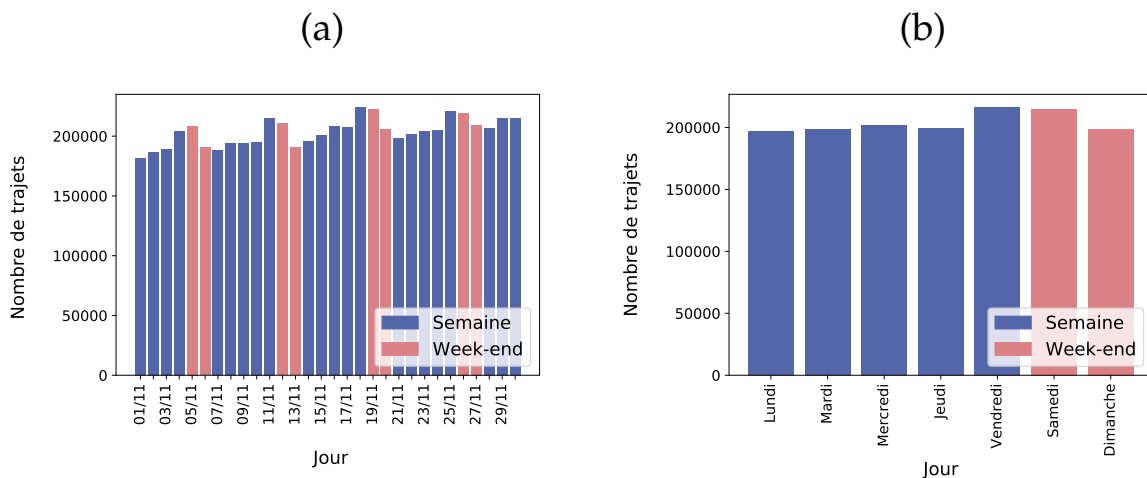 (a)
Nombre de trajets
200000
150000
100000
50000
0
Semaine
Week-end
01/11
03/11
05/11
07/11
09/11
11/11
13/11
15/11
17/11
19/11
21/11
23/11
25/11
27/11
29/11
Jour
(b)
Nombre de trajets
200000
150000
100000
50000
0
Semaine
Week-end
Lundi
Mardi
Mercredi
Jeudi
Vendredi
Samedi
Dimanche
Jour